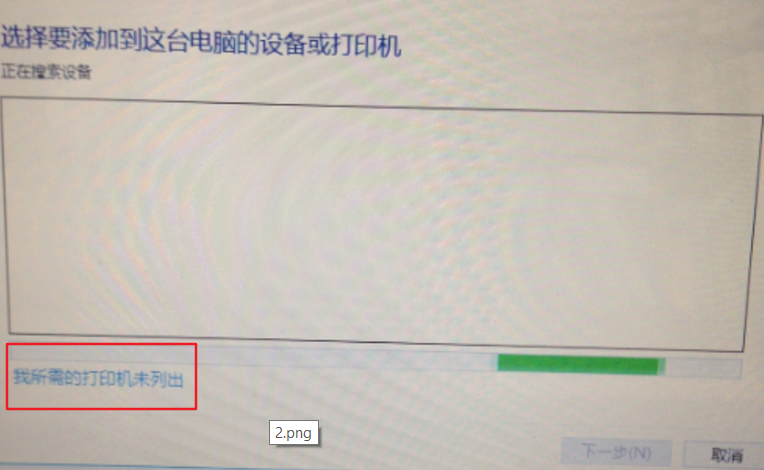 选择要添加到这台电脑的设备或打印机
正在搜索设备
我所需的打印机未列出
2.png
下一步(N)
取消